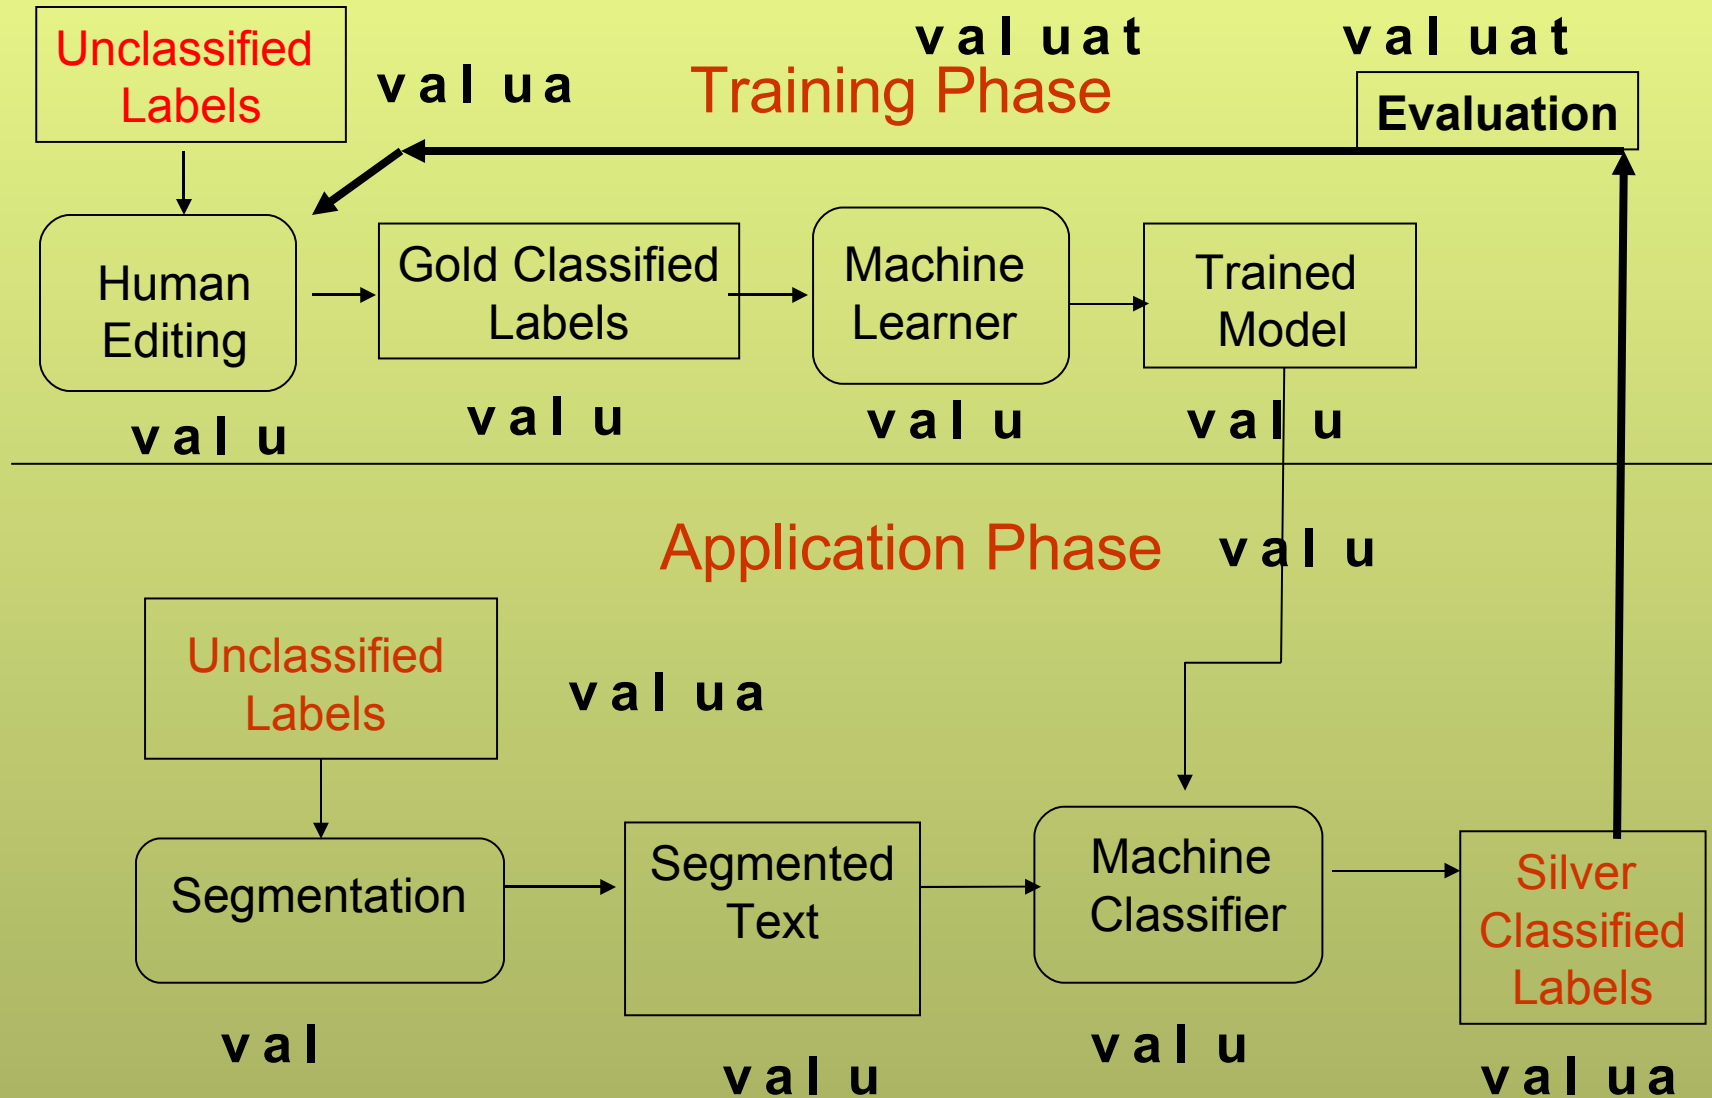 Unclassified
Labels
val ua
val uat
val uat
Training Phase
Evaluation
Human
Editing
Gold Classified
Labels
Machine
Learner
Trained
Model
val u
val u
val u
val u
Application Phase
val u
Unclassified
Labels
val ua
Segmentation
Segmented
Text
Machine
Classifier
Silver
Classified
Labels
val
val u
val u
val ua